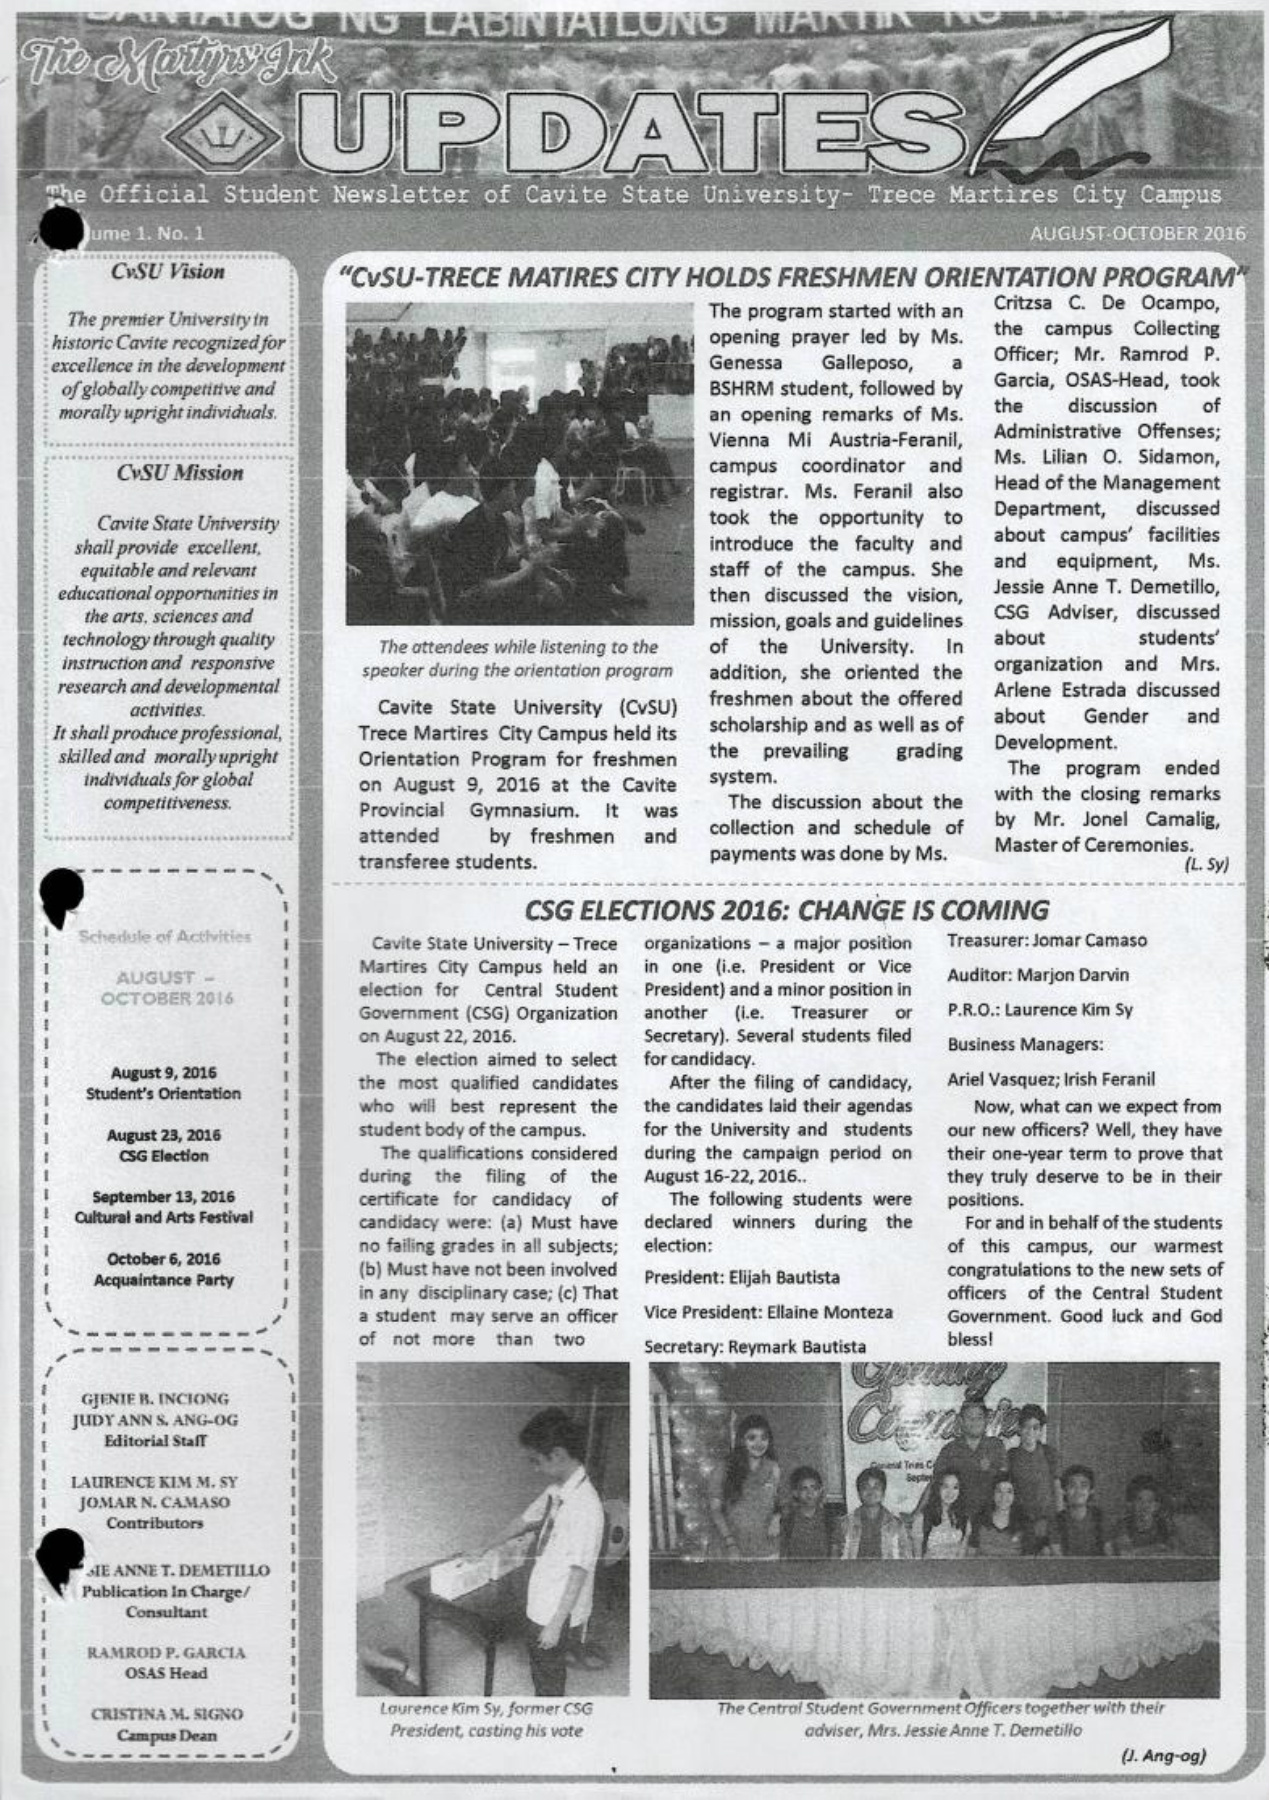 The Martyrs' Ink
UPDATES
The Official Student Newsletter of Cavite State University- Trece Martires City Campus
ume 1. No. 1
AUGUST-OCTOBER 2016
CvSU Vision
The premier University in
historic Cavite recognized for
excellence in the development
of globally competitive and
morally upright individuals.
CvSU Mission
Cavite State University
shall provide excellent,
equitable and relevant
educational opportunities in
the arts, sciences and
technology through quality
instruction and responsive
research and developmental
activities.
It shall produce professional,
skilled and morally upright
individuals for global
competitiveness.
Schedule of Activities
AUGUST –
OCTOBER 2016
August 9, 2016
Student's Orientation
August 23, 2016
CSG Election
September 13, 2016
Cultural and Arts Festival
October 6, 2016
Acquaintance Party
GJENIE B. INCIONG
JUDY ANN S. ANG-OG
Editorial Staff
LAURENCE KIM M. SY
JOMAR N. CAMASO
Contributors
SIE ANNE T. DEMETILLO
Publication In Charge/
Consultant
RAMROD P. GARCIA
OSAS Head
CRISTINA M. SIGNO
Campus Dean
"CvSU-TRECE MATIRES CITY HOLDS FRESHMEN ORIENTATION PROGRAM"
The attendees while listening to the
speaker during the orientation program
Cavite State University (CvSU)
Trece Martires City Campus held its
Orientation Program for freshmen
on August 9, 2016 at the Cavite
Provincial Gymnasium. It was
attended by freshmen and
transferee students.
The program started with an
opening prayer led by Ms.
Genessa Galleposo, a
BSHRM student, followed by
an opening remarks of Ms.
Vienna Mi Austria-Feranil,
campus coordinator and
registrar. Ms. Feranil also
took the opportunity to
introduce the faculty and
staff of the campus. She
then discussed the vision,
mission, goals and guidelines
of the University. In
addition, she oriented the
freshmen about the offered
scholarship and as well as of
the prevailing grading
system.
The discussion about the
collection and schedule of
payments was done by Ms.
Critzsa C. De Ocampo,
the campus Collecting
Officer; Mr. Ramrod P.
Garcia, OSAS-Head, took
the discussion of
Administrative Offenses;
Ms. Lilian O. Sidamon,
Head of the Management
Department, discussed
about campus' facilities
and equipment, Ms.
Jessie Anne T. Demetillo,
CSG Adviser, discussed
about students'
organization and Mrs.
Arlene Estrada discussed
about Gender and
Development.
The program ended
with the closing remarks
by Mr. Jonel Camalig,
Master of Ceremonies.
(L. Sy)
CSG ELECTIONS 2016: CHANGE IS COMING
Cavite State University – Trece
Martires City Campus held an
election for Central Student
Government (CSG) Organization
on August 22, 2016.
The election aimed to select
the most qualified candidates
who will best represent the
student body of the campus.
The qualifications considered
during the filing of the
certificate for candidacy of
candidacy were: (a) Must have
no failing grades in all subjects;
(b) Must have not been involved
in any disciplinary case; (c) That
a student may serve an officer
of not more than two
organizations – a major position
in one (i.e. President or Vice
President) and a minor position in
another (i.e. Treasurer or
Secretary). Several students filed
for candidacy.
After the filing of candidacy,
the candidates laid their agendas
for the University and students
during the campaign period on
August 16-22, 2016..
The following students were
declared winners during the
election:
President: Elijah Bautista
Vice President: Ellaine Monteza
Secretary: Reymark Bautista
Treasurer: Jomar Camaso
Auditor: Marjon Darvin
P.R.O.: Laurence Kim Sy
Business Managers:
Ariel Vasquez; Irish Feranil
Now, what can we expect from
our new officers? Well, they have
their one-year term to prove that
they truly deserve to be in their
positions.
For and in behalf of the students
of this campus, our warmest
congratulations to the new sets of
officers of the Central Student
Government. Good luck and God
bless!
Laurence Kim Sy, former CSG
President, casting his vote
The Central Student Government Officers together with their
adviser, Mrs. Jessie Anne T. Demetillo
(J. Ang-og)